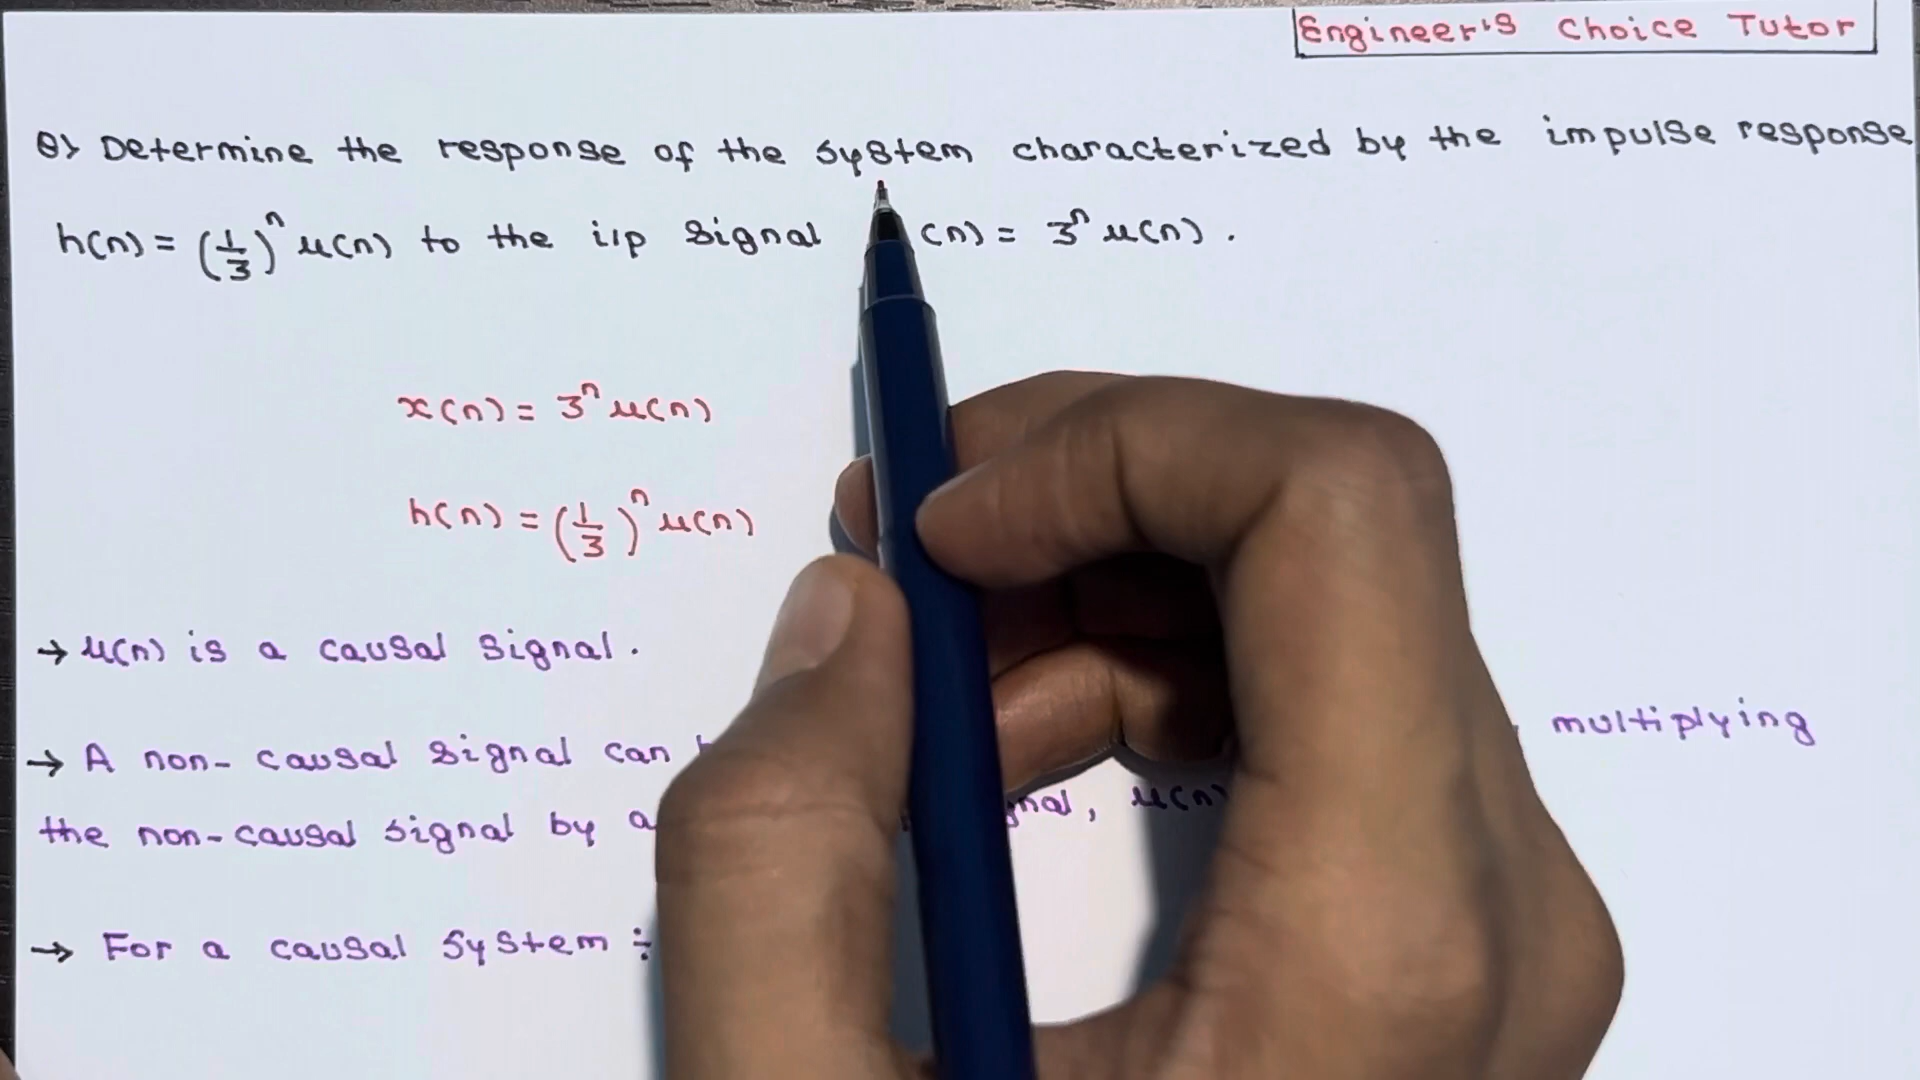 Engineer's Choice Tutor
Q> Determine the response of the system characterized by the impulse response
h(n) = (1/3)^n u(n) to the i/p signal (n) = 3^n u(n).
x(n) = 3^n u(n)
h(n) = (1/3)^n u(n)
→ u(n) is a causal signal.
→ A non-causal signal can multiplying
the non-causal signal by a u(n)
→ For a causal system ÷